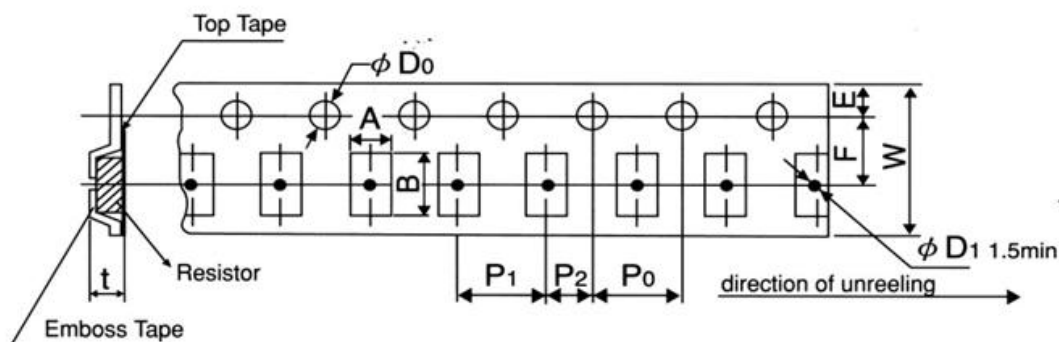 Top Tape
φ D0
A
B
E
F
W
t
Resistor
Emboss Tape
P1
P2
P0
φ D1 1.5min
direction of unreeling